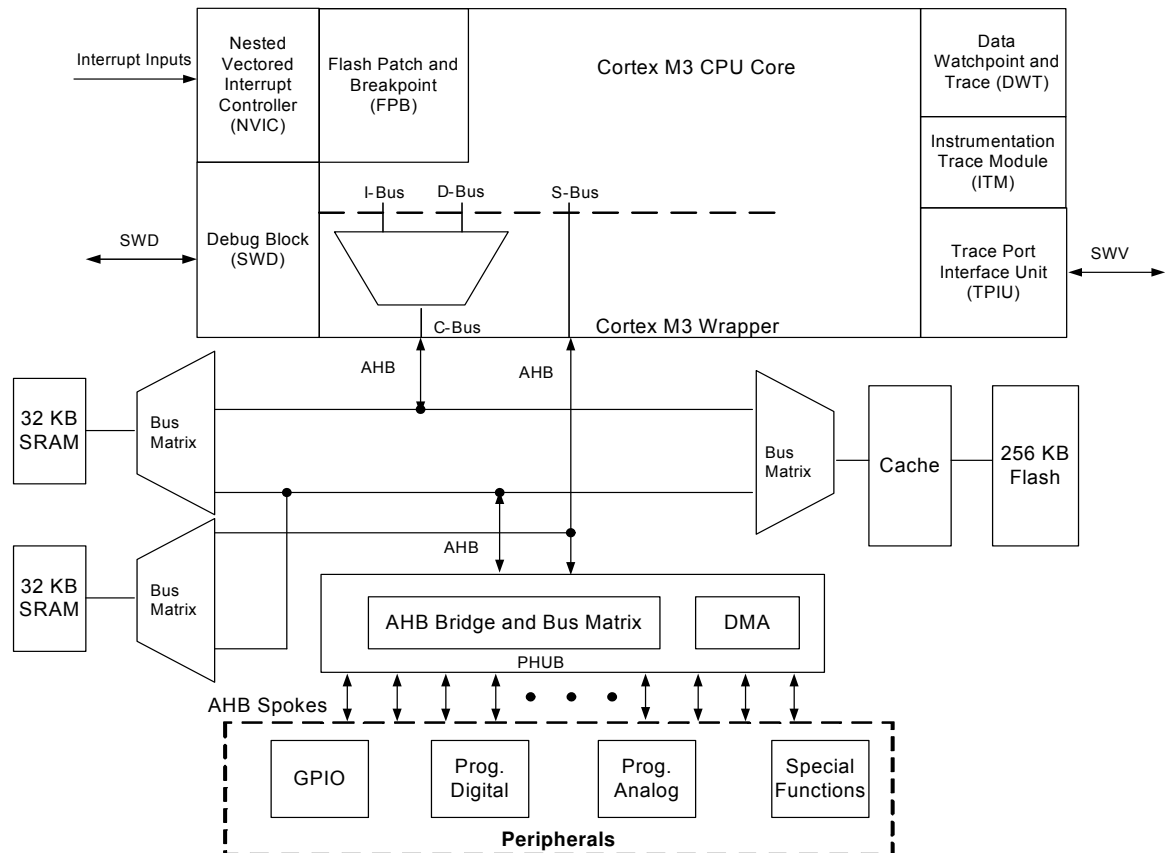 Interrupt Inputs
Nested
Vectored
Interrupt
Controller
(NVIC)
Flash Patch and
Breakpoint
(FPB)
Cortex M3 CPU Core
Data
Watchpoint and
Trace (DWT)
Instrumentation
Trace Module
(ITM)
I-Bus
D-Bus
S-Bus
SWD
Debug Block
(SWD)
Trace Port
Interface Unit
(TPIU)
SWV
C-Bus
Cortex M3 Wrapper
AHB
AHB
32 KB
SRAM
Bus
Matrix
Bus
Matrix
Cache
256 KB
Flash
AHB
32 KB
SRAM
Bus
Matrix
AHB Bridge and Bus Matrix
DMA
PHUB
AHB Spokes
GPIO
Prog.
Digital
Prog.
Analog
Special
Functions
Peripherals